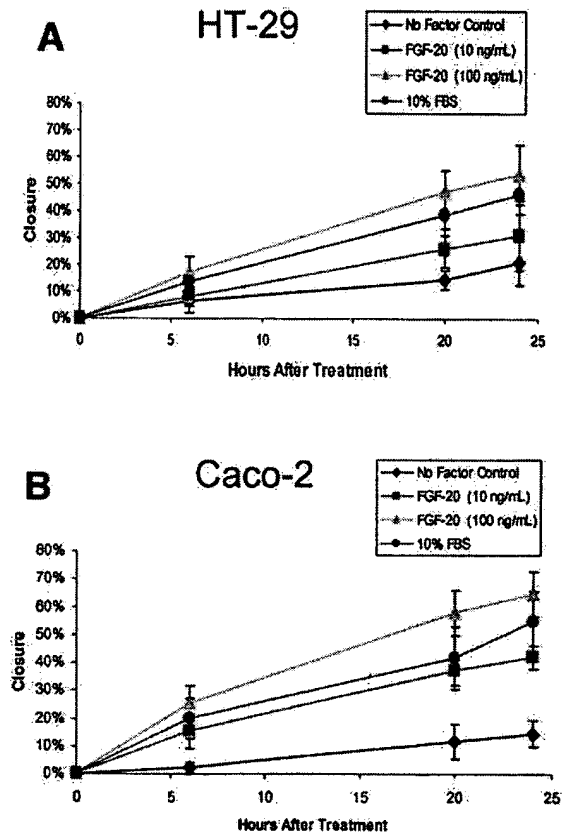 A
HT-29
No Factor Control
FGF-20 (10 ng/mL)
FGF-20 (100 ng/mL)
10% FBS
80%
70%
60%
50%
40%
30%
20%
10%
0%
Closure
0
5
10
15
20
25
Hours After Treatment
B
Caco-2
No Factor Control
FGF-20 (10 ng/mL)
FGF-20 (100 ng/mL)
10% FBS
80%
70%
60%
50%
40%
30%
20%
10%
0%
Closure
0
5
10
15
20
25
Hours After Treatment